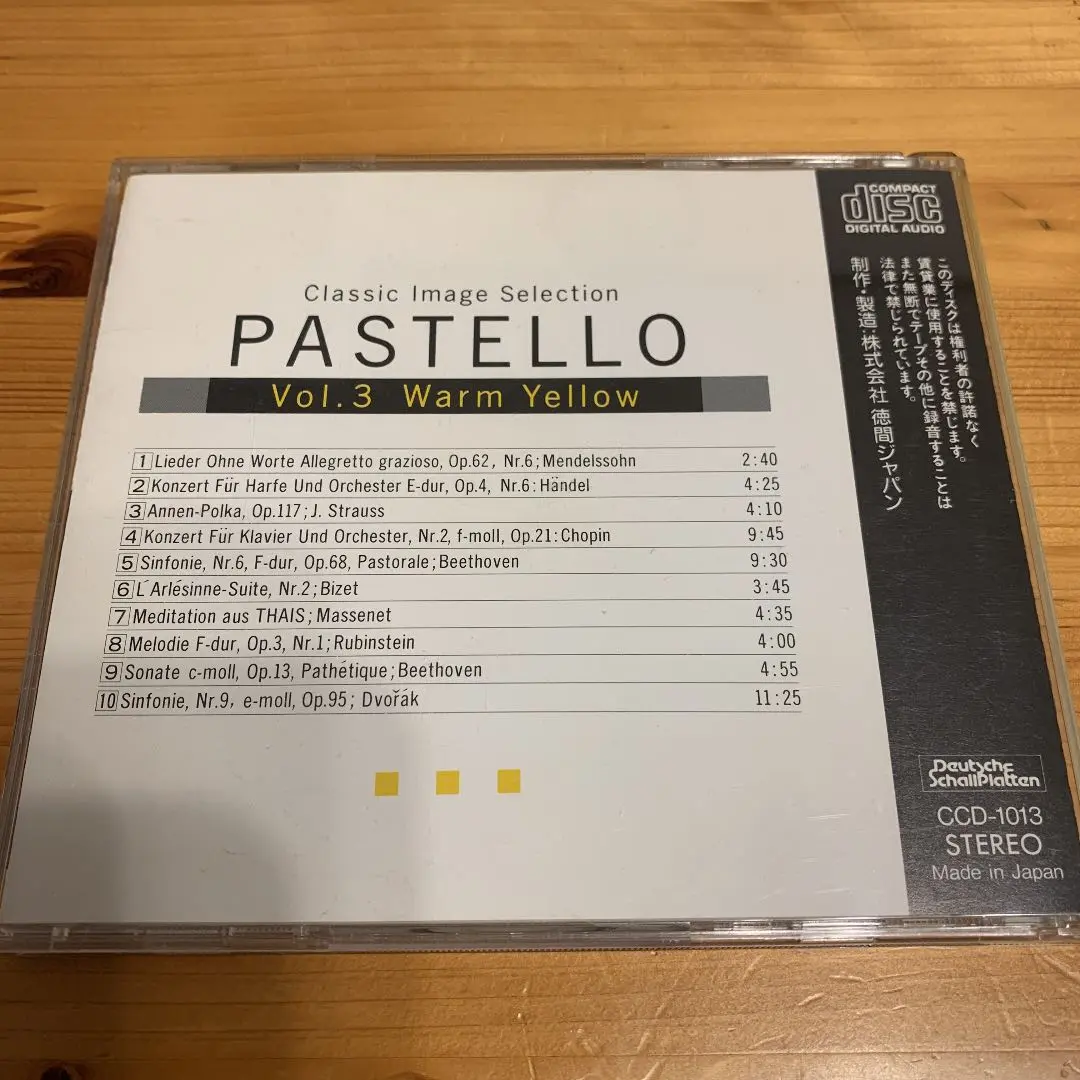 Classic Image Selection
PASTELLO
Vol.3 Warm Yellow
1 Lieder Ohne Worte Allegretto grazioso, Op.62, Nr.6; Mendelssohn 2:40
2 Konzert Für Harfe Und Orchester E-dur, Op.4, Nr.6: Händel 4:25
3 Annen-Polka, Op.117; J. Strauss 4:10
4 Konzert Für Klavier Und Orchester, Nr.2, f-moll, Op.21: Chopin 9:45
5 Sinfonie, Nr.6, F-dur, Op.68, Pastorale; Beethoven 9:30
6 L´Arlésinne-Suite, Nr.2; Bizet 3:45
7 Meditation aus THAIS; Massenet 4:35
8 Melodie F-dur, Op.3, Nr.1; Rubinstein 4:00
9 Sonate c-moll, Op.13, Pathétique; Beethoven 4:55
10 Sinfonie, Nr.9, e-moll, Op.95; Dvořák 11:25
COMPACT
disc
DIGITAL AUDIO
このディスクは権利者の許諾なく
賃貸業に使用することを禁じます。
また無断でテープその他に録音することは
法律で禁じられています。
制作・製造:株式会社 徳間ジャパン
Deutsche
SchallPlatten
CCD-1013
STEREO
Made in Japan